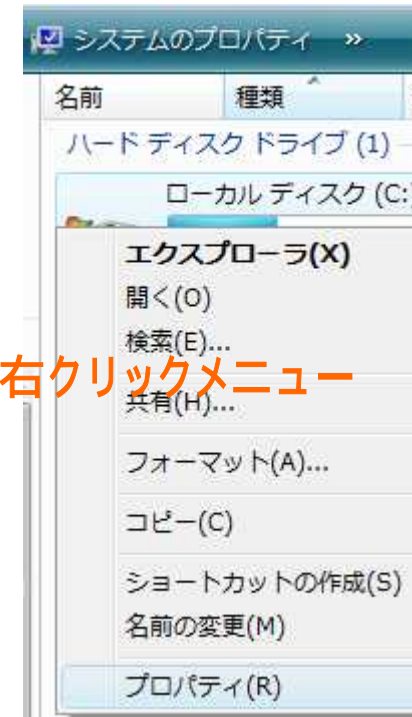 システムのプロパティ »
名前 種類
ハード ディスク ドライブ (1)
ローカル ディスク (C:
エクスプローラ(X)
開く(O)
検索(E)...
右クリックメニュー
共有(H)...
フォーマット(A)...
コピー(C)
ショートカットの作成(S)
名前の変更(M)
プロパティ(R)